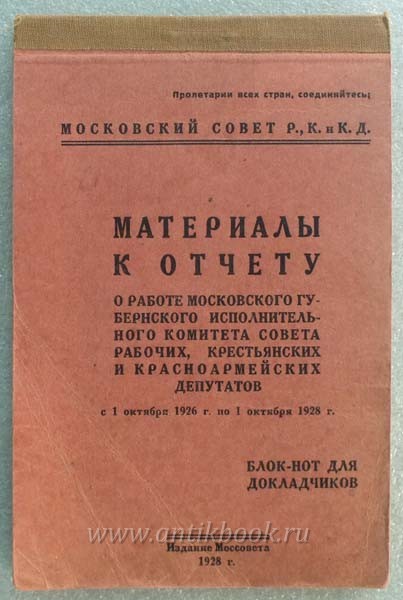 Пролетарии всех стран, соединяйтесь!
МОСКОВСКИЙ СОВЕТ Р., К. и К. Д.
МАТЕРИАЛЫ
К ОТЧЕТУ
О РАБОТЕ МОСКОВСКОГО ГУ-
БЕРНСКОГО ИСПОЛНИТЕЛЬ-
НОГО КОМИТЕТА СОВЕТА
РАБОЧИХ, КРЕСТЬЯНСКИХ
И КРАСНОАРМЕЙСКИХ
ДЕПУТАТОВ
с 1 октября 1926 г. по 1 октября 1928 г.
БЛОК-НОТ ДЛЯ
ДОКЛАДЧИКОВ
www.antikbook.ru
Издание Моссовета
1928 г.